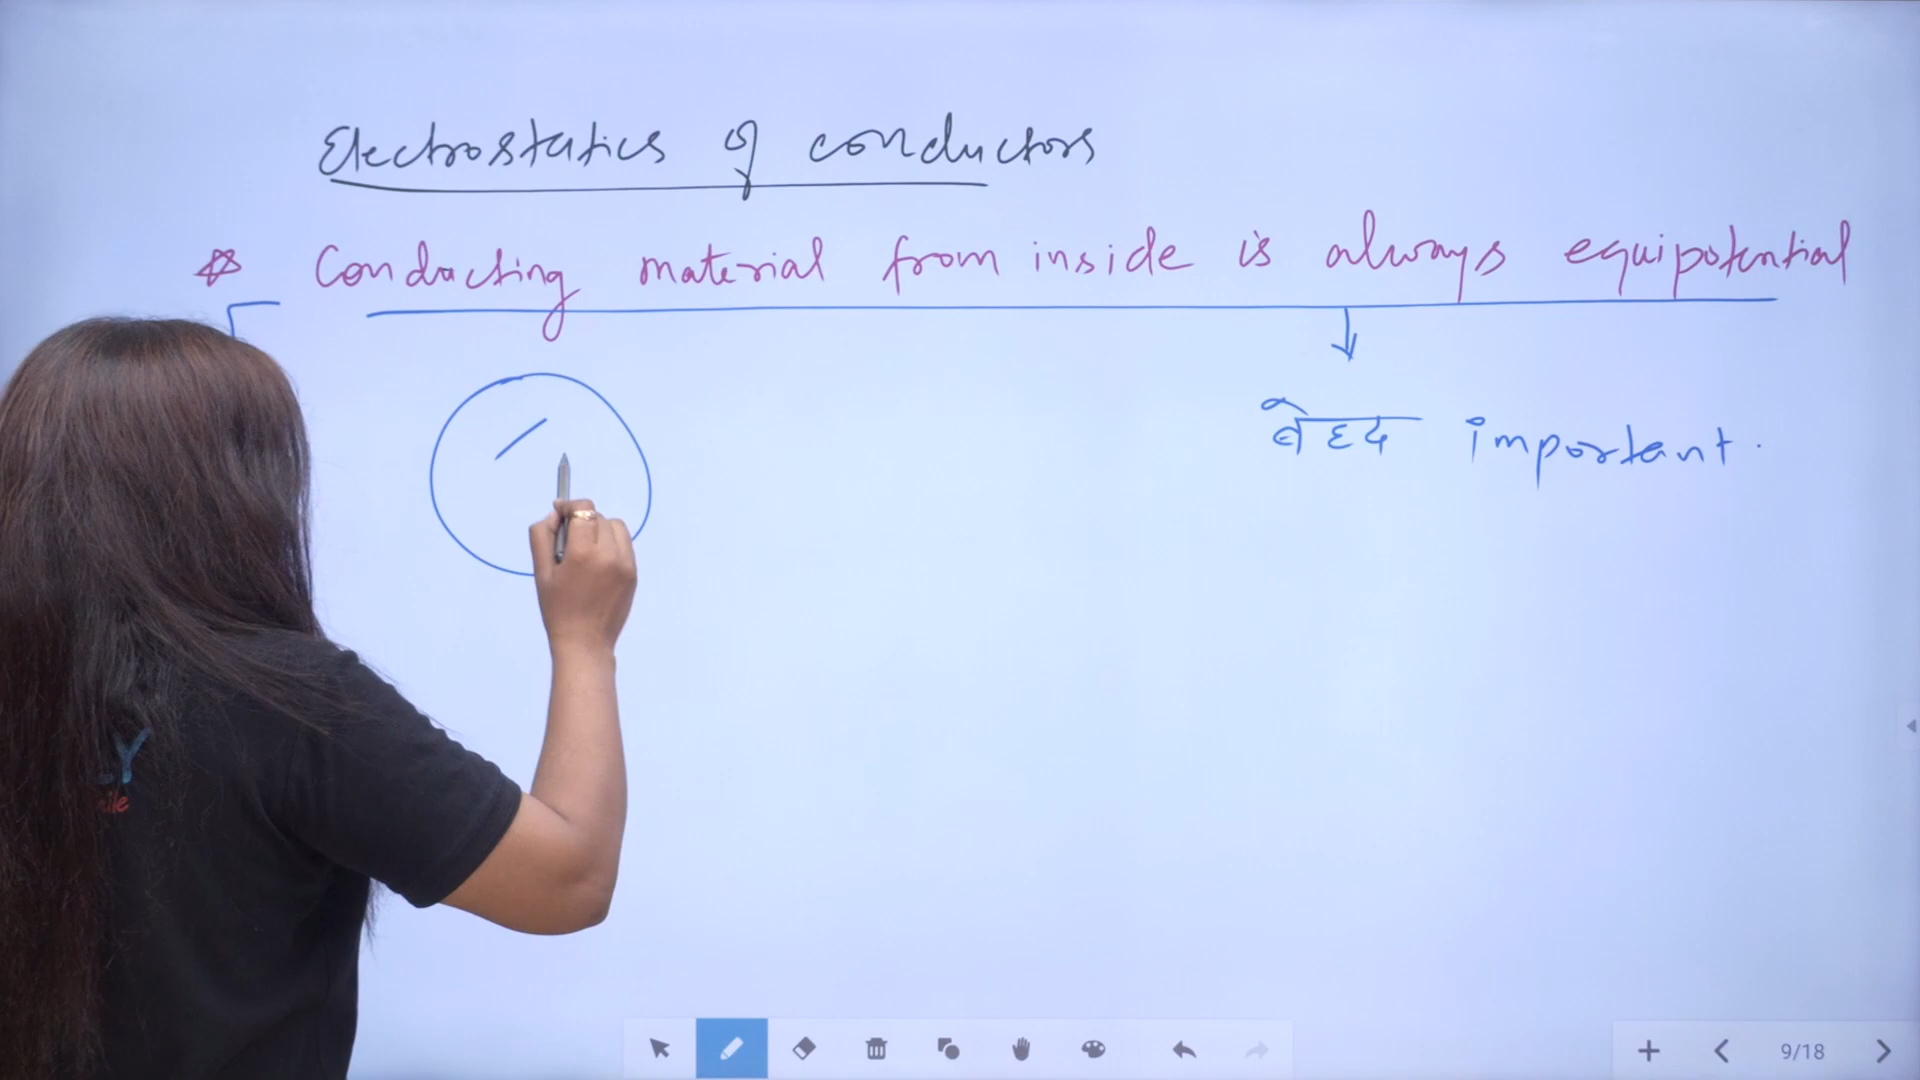 Electrostatics of conductors
☆ Conducting material from inside is always equipotential
बेहद important.
9/18